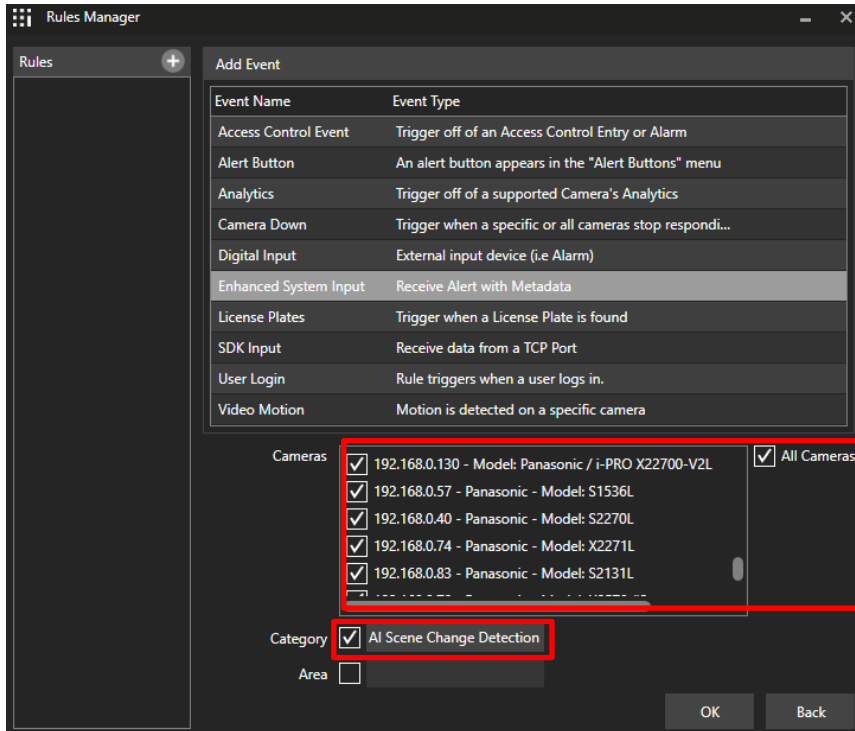 Rules Manager
Rules
Add Event
Event Name Event Type
Access Control Event Trigger off of an Access Control Entry or Alarm
Alert Button An alert button appears in the "Alert Buttons" menu
Analytics Trigger off of a supported Camera's Analytics
Camera Down Trigger when a specific or all cameras stop respondi...
Digital Input External input device (i.e Alarm)
Enhanced System Input Receive Alert with Metadata
License Plates Trigger when a License Plate is found
SDK Input Receive data from a TCP Port
User Login Rule triggers when a user logs in.
Video Motion Motion is detected on a specific camera
Cameras 192.168.0.130 - Model: Panasonic / i-PRO X22700-V2L All Cameras
192.168.0.57 - Panasonic - Model: S1536L
192.168.0.40 - Panasonic - Model: S2270L
192.168.0.74 - Panasonic - Model: X2271L
192.168.0.83 - Panasonic - Model: S2131L
Category AI Scene Change Detection
Area
OK Back